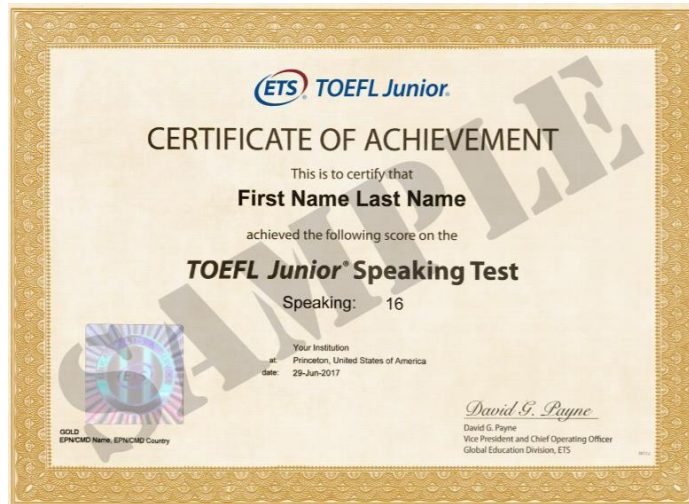 ETS TOEFL Junior®
CERTIFICATE OF ACHIEVEMENT
This is to certify that
First Name Last Name
achieved the following score on the
TOEFL Junior® Speaking Test
Speaking: 16
Your Institution
at: Princeton, United States of America
date: 29-Jun-2017
SAMPLE
GOLD
EPN/CMD Name, EPN/CMD Country
David G. Payne
David G. Payne
Vice President and Chief Operating Officer
Global Education Division, ETS